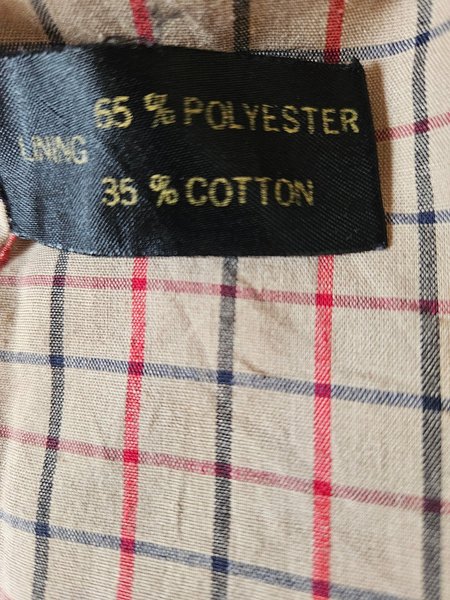 65 % POLYESTER
LINING
35 % COTTON